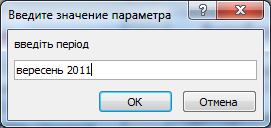 Введите значение параметра
введіть період
вересень 2011
OK
Отмена